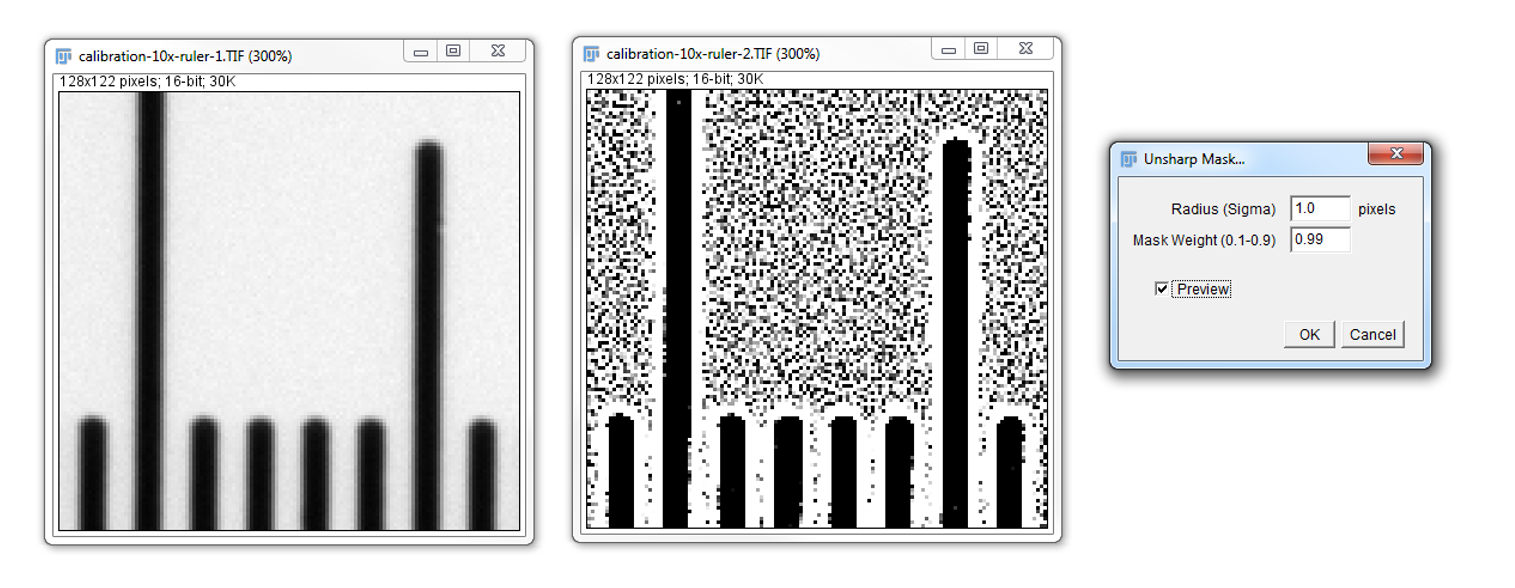 calibration-10x-ruler-1.TIF (300%)
128x122 pixels; 16-bit; 30K
calibration-10x-ruler-2.TIF (300%)
128x122 pixels; 16-bit; 30K
Unsharp Mask...
Radius (Sigma) 1.0 pixels
Mask Weight (0.1-0.9) 0.99
Preview
OK Cancel